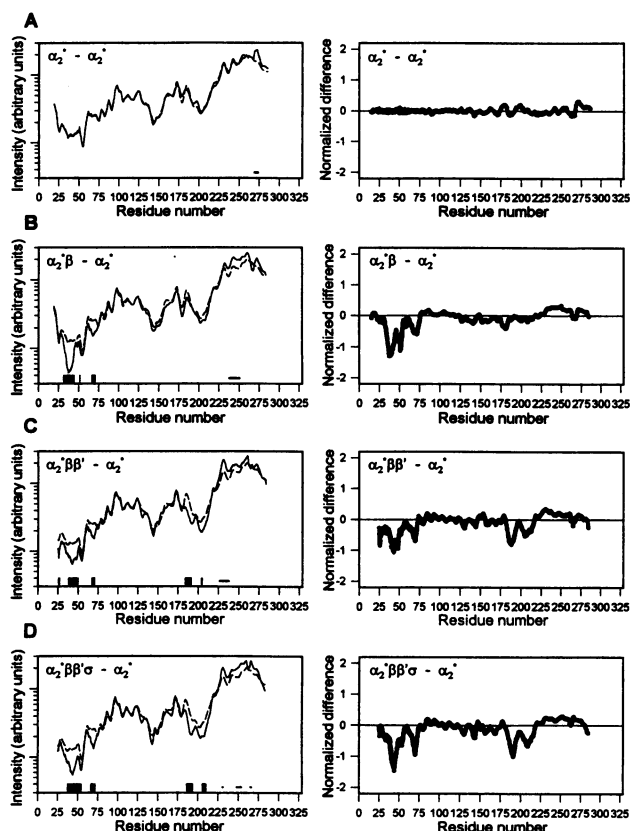 A
α₂* - α₂*
Intensity (arbitrary units)
0 25 50 75 100 125 150 175 200 225 250 275 300 325
Residue number
α₂* - α₂*
Normalized difference
2
1
0
-1
-2
0 25 50 75 100 125 150 175 200 225 250 275 300 325
Residue number
B
α₂*β - α₂*
Intensity (arbitrary units)
0 25 50 75 100 125 150 175 200 225 250 275 300 325
Residue number
α₂*β - α₂*
Normalized difference
2
1
0
-1
-2
0 25 50 75 100 125 150 175 200 225 250 275 300 325
Residue number
C
α₂*ββ' - α₂*
Intensity (arbitrary units)
0 25 50 75 100 125 150 175 200 225 250 275 300 325
Residue number
α₂*ββ' - α₂*
Normalized difference
2
1
0
-1
-2
0 25 50 75 100 125 150 175 200 225 250 275 300 325
Residue number
D
α₂*ββ'σ - α₂*
Intensity (arbitrary units)
0 25 50 75 100 125 150 175 200 225 250 275 300 325
Residue number
α₂*ββ'σ - α₂*
Normalized difference
2
1
0
-1
-2
0 25 50 75 100 125 150 175 200 225 250 275 300 325
Residue number